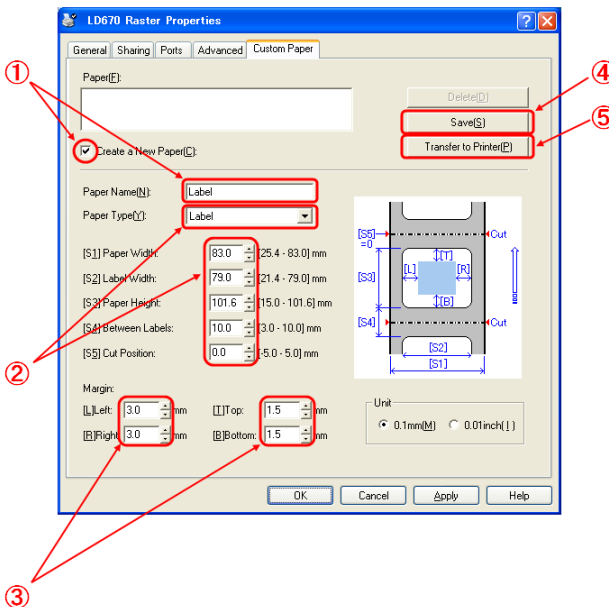 LD670 Raster Properties
General Sharing Ports Advanced Custom Paper
① ④
Paper(F):
Delete(D)
Save(S)
⑤
Create a New Paper(C):
Transfer to Printer(P)
Paper Name(N): Label
Paper Type(Y): Label
[S1] Paper Width: 83.0 [25.4 - 83.0] mm
[S2] Label Width: 79.0 [21.4 - 79.0] mm
[S3] Paper Height: 101.6 [15.0 - 101.6] mm
[S4] Between Labels: 10.0 [3.0 - 10.0] mm
[S5] Cut Position: 0.0 [-5.0 - 5.0] mm
②
[S5] Cut
=0
[T]
[L] [R]
[S3]
[B]
[S4] Cut
[S2]
[S1]
Margin:
[L]Left: 3.0 mm [T]Top: 1.5 mm
[R]Right: 3.0 mm [B]Bottom: 1.5 mm
Unit
0.1mm(M) 0.01inch( I )
OK Cancel Apply Help
③